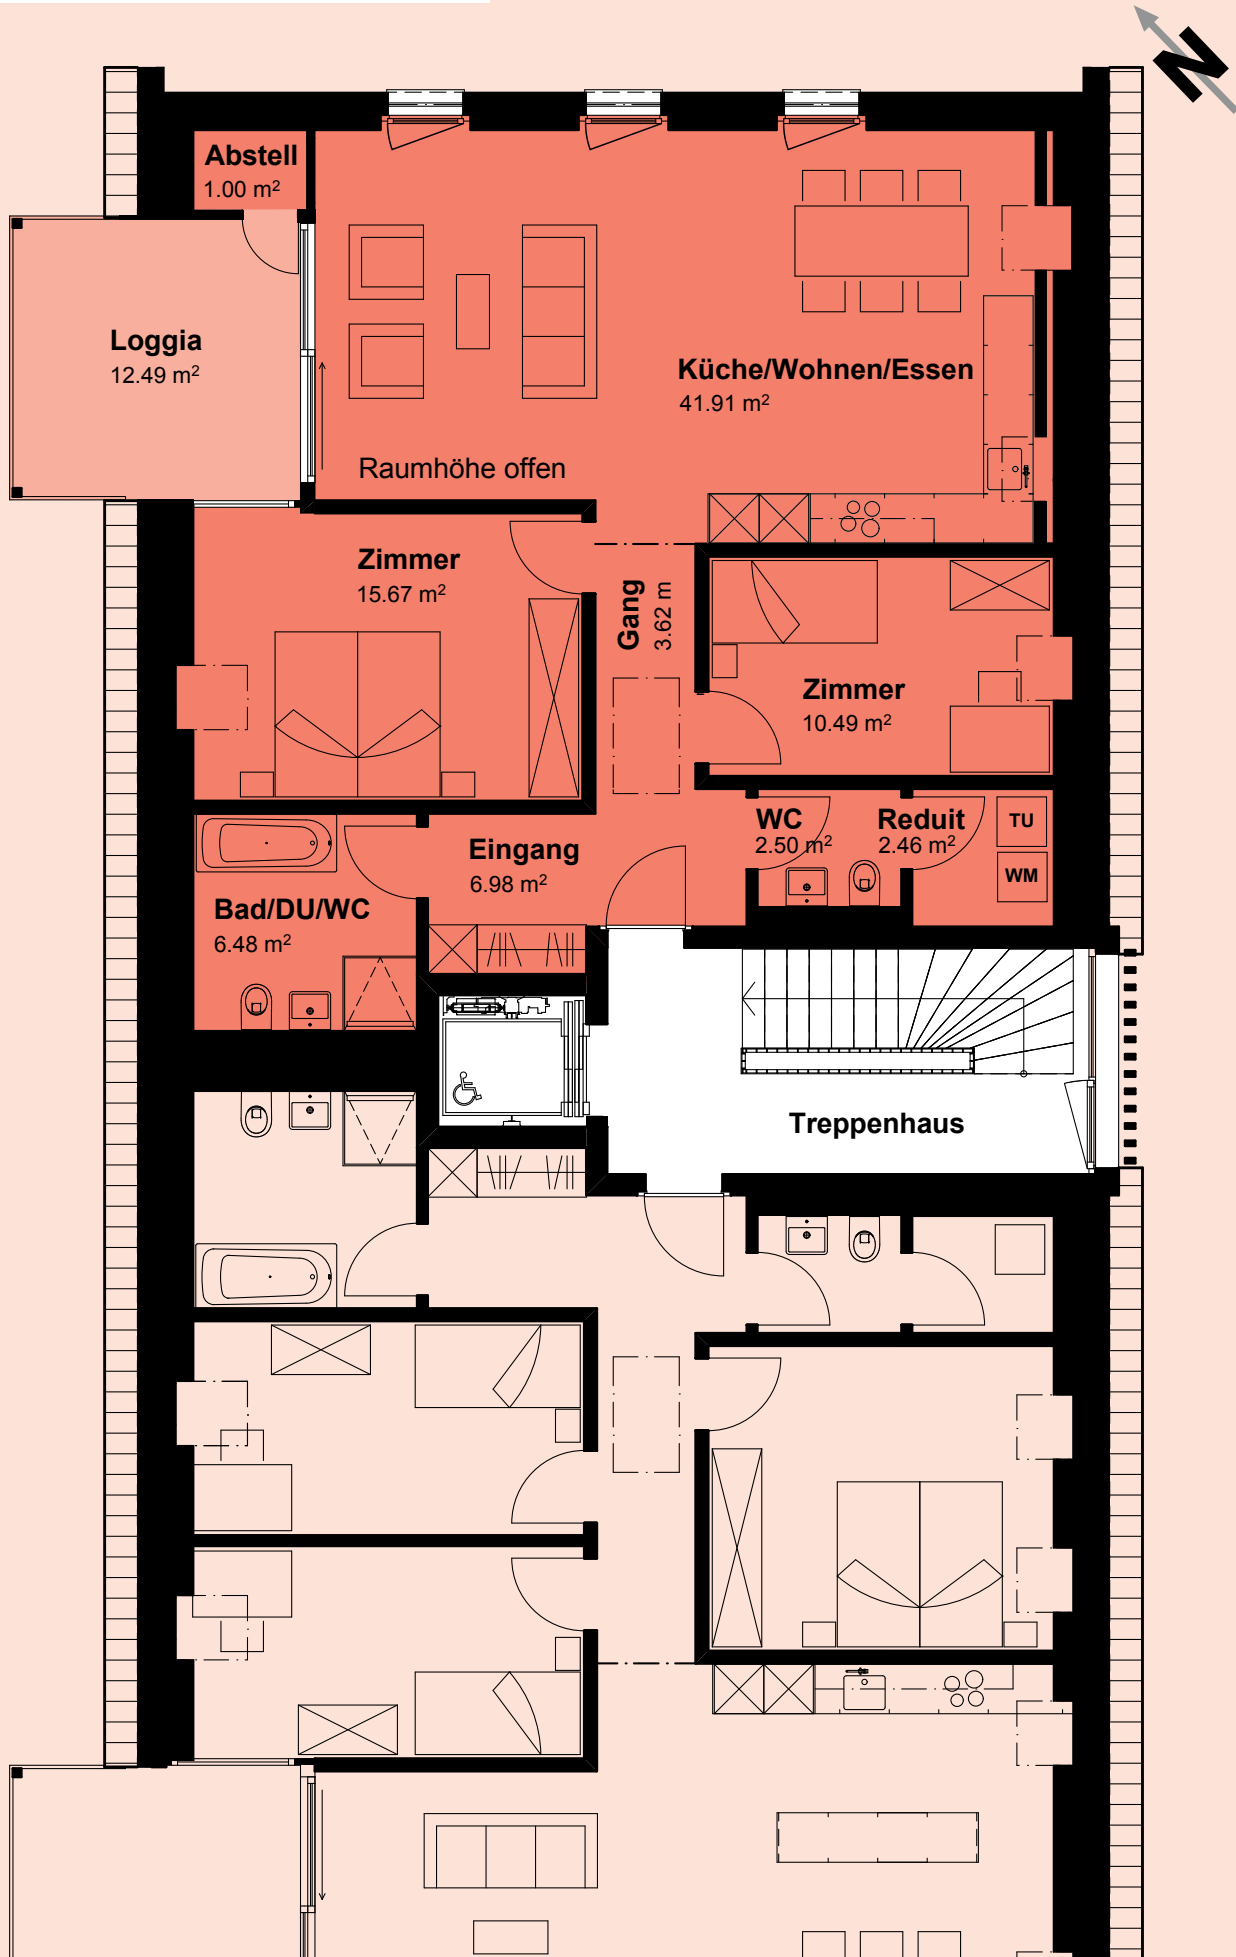 N
Abstell
1.00 m²
Loggia
12.49 m²
Küche/Wohnen/Essen
41.91 m²
Raumhöhe offen
Zimmer
15.67 m²
Gang
3.62 m
Zimmer
10.49 m²
WC
2.50 m²
Reduit
2.46 m²
TU
WM
Eingang
6.98 m²
Bad/DU/WC
6.48 m²
Treppenhaus